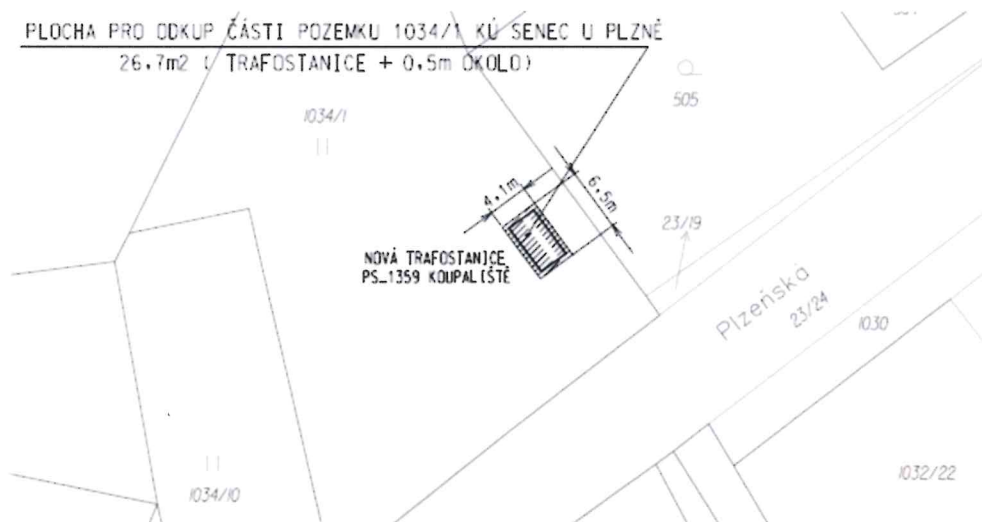 PLOCHA PRO ODKUP ČÁSTI POZEMKU 1034/1 KÚ SENEC U PLZNĚ
26.7m2 ( TRAFOSTANICE + 0.5m OKOLO)
1034/1
505
4.1m
6.5m
23/19
NOVÁ TRAFOSTANICE
PS_1359 KOUPALIŠTĚ
Plzeňská
23/24
1030
1034/10
1032/22